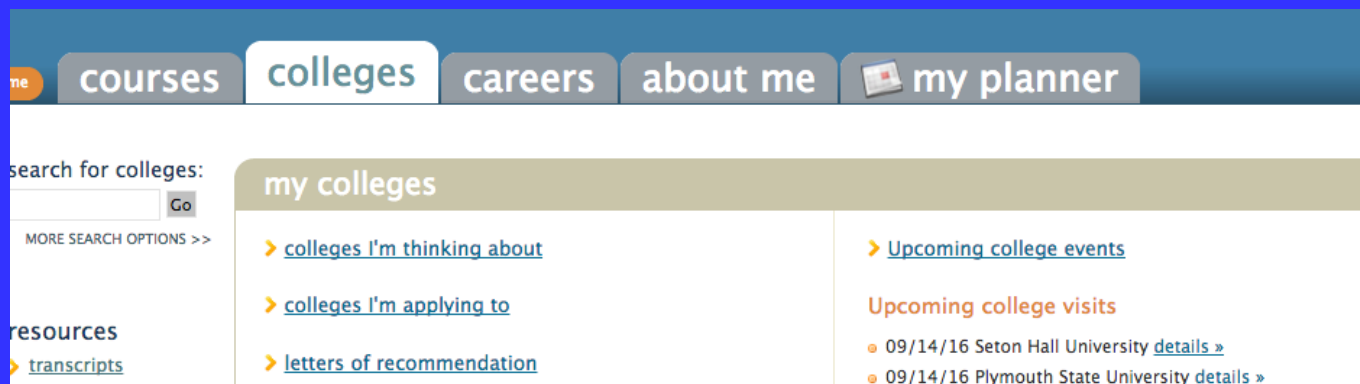 me
courses
colleges
careers
about me
my planner
search for colleges:
Go
MORE SEARCH OPTIONS >>
resources
transcripts
my colleges
colleges I'm thinking about
colleges I'm applying to
letters of recommendation
Upcoming college events
Upcoming college visits
09/14/16 Seton Hall University details »
09/14/16 Plymouth State University details »